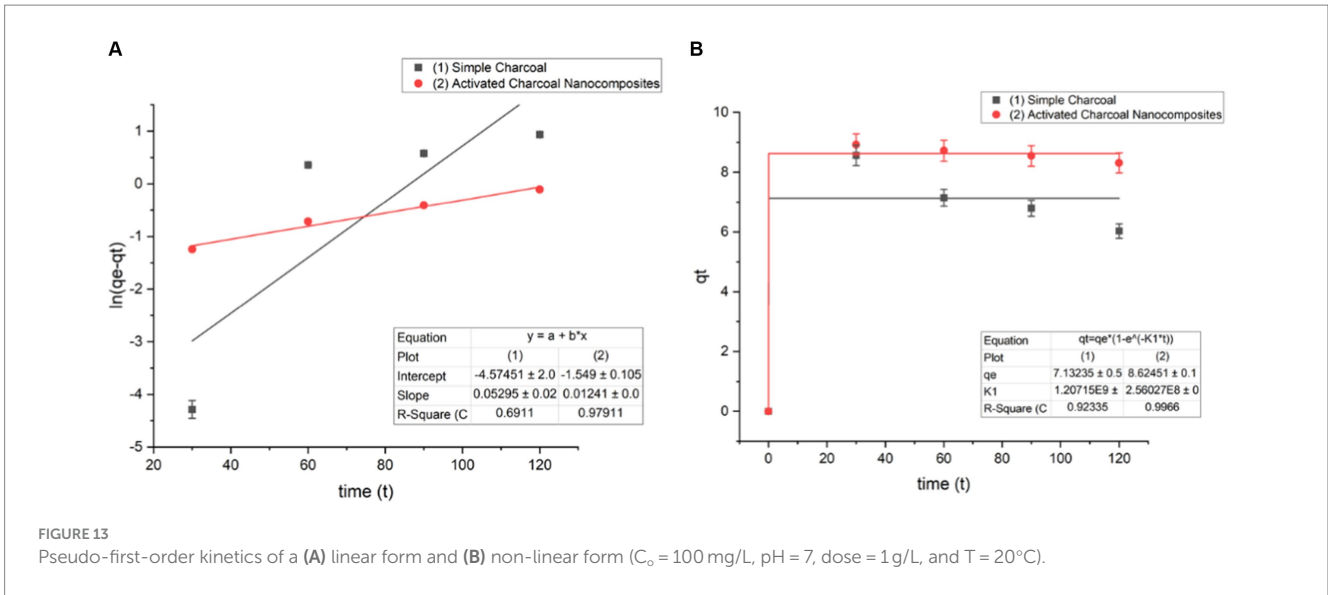 A
(1) Simple Charcoal
(2) Activated Charcoal Nanocomposites
1
0
-1
-2
-3
-4
-5
ln(qe-qt)
Equation y = a + b*x
Plot (1) (2)
Intercept -4.57451 ± 2.0 -1.549 ± 0.105
Slope 0.05295 ± 0.02 0.01241 ± 0.0
R-Square (C 0.6911 0.97911
20 40 60 80 100 120
time (t)
B
(1) Simple Charcoal
(2) Activated Charcoal Nanocomposites
10
8
6
4
2
0
qt
Equation qt=qe*(1-e^(-K1*t))
Plot (1) (2)
qe 7.13235 ± 0.5 8.62451 ± 0.1
K1 1.20715E9 ± 2.56027E8 ± 0
R-Square (C 0.92335 0.9966
0 20 40 60 80 100 120
time (t)
FIGURE 13
Pseudo-first-order kinetics of a (A) linear form and (B) non-linear form (Cₒ = 100 mg/L, pH = 7, dose = 1 g/L, and T = 20°C).